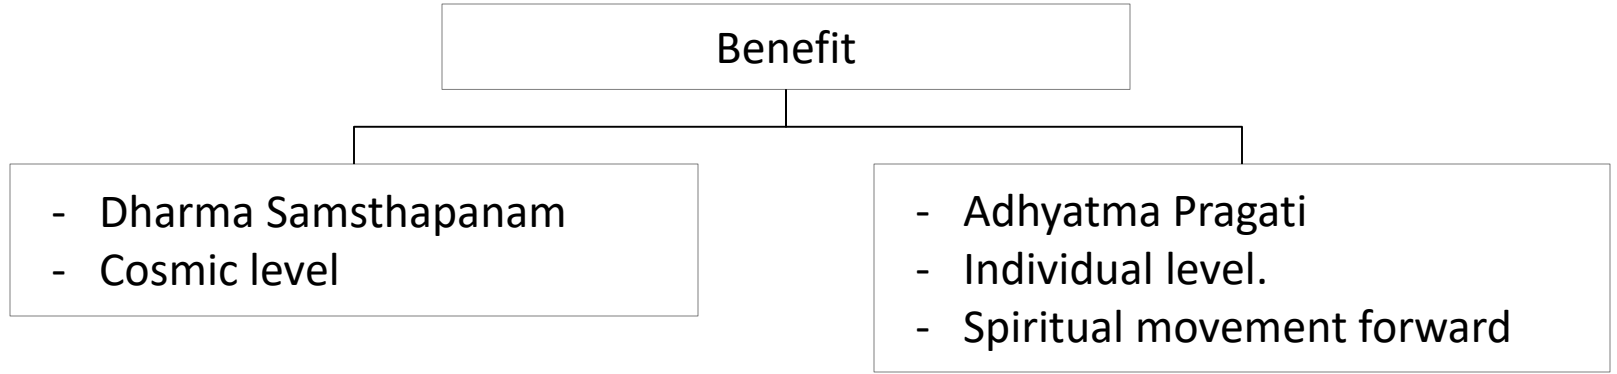 Benefit
- Dharma Samsthapanam
- Cosmic level
- Adhyatma Pragati
- Individual level.
- Spiritual movement forward